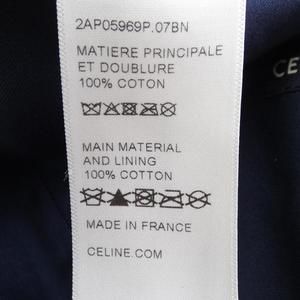 2AP05969P.07BN
MATIERE PRINCIPALE
ET DOUBLURE
100% COTON
MAIN MATERIAL
AND LINING
100% COTTON
MADE IN FRANCE
CELINE.COM
CE